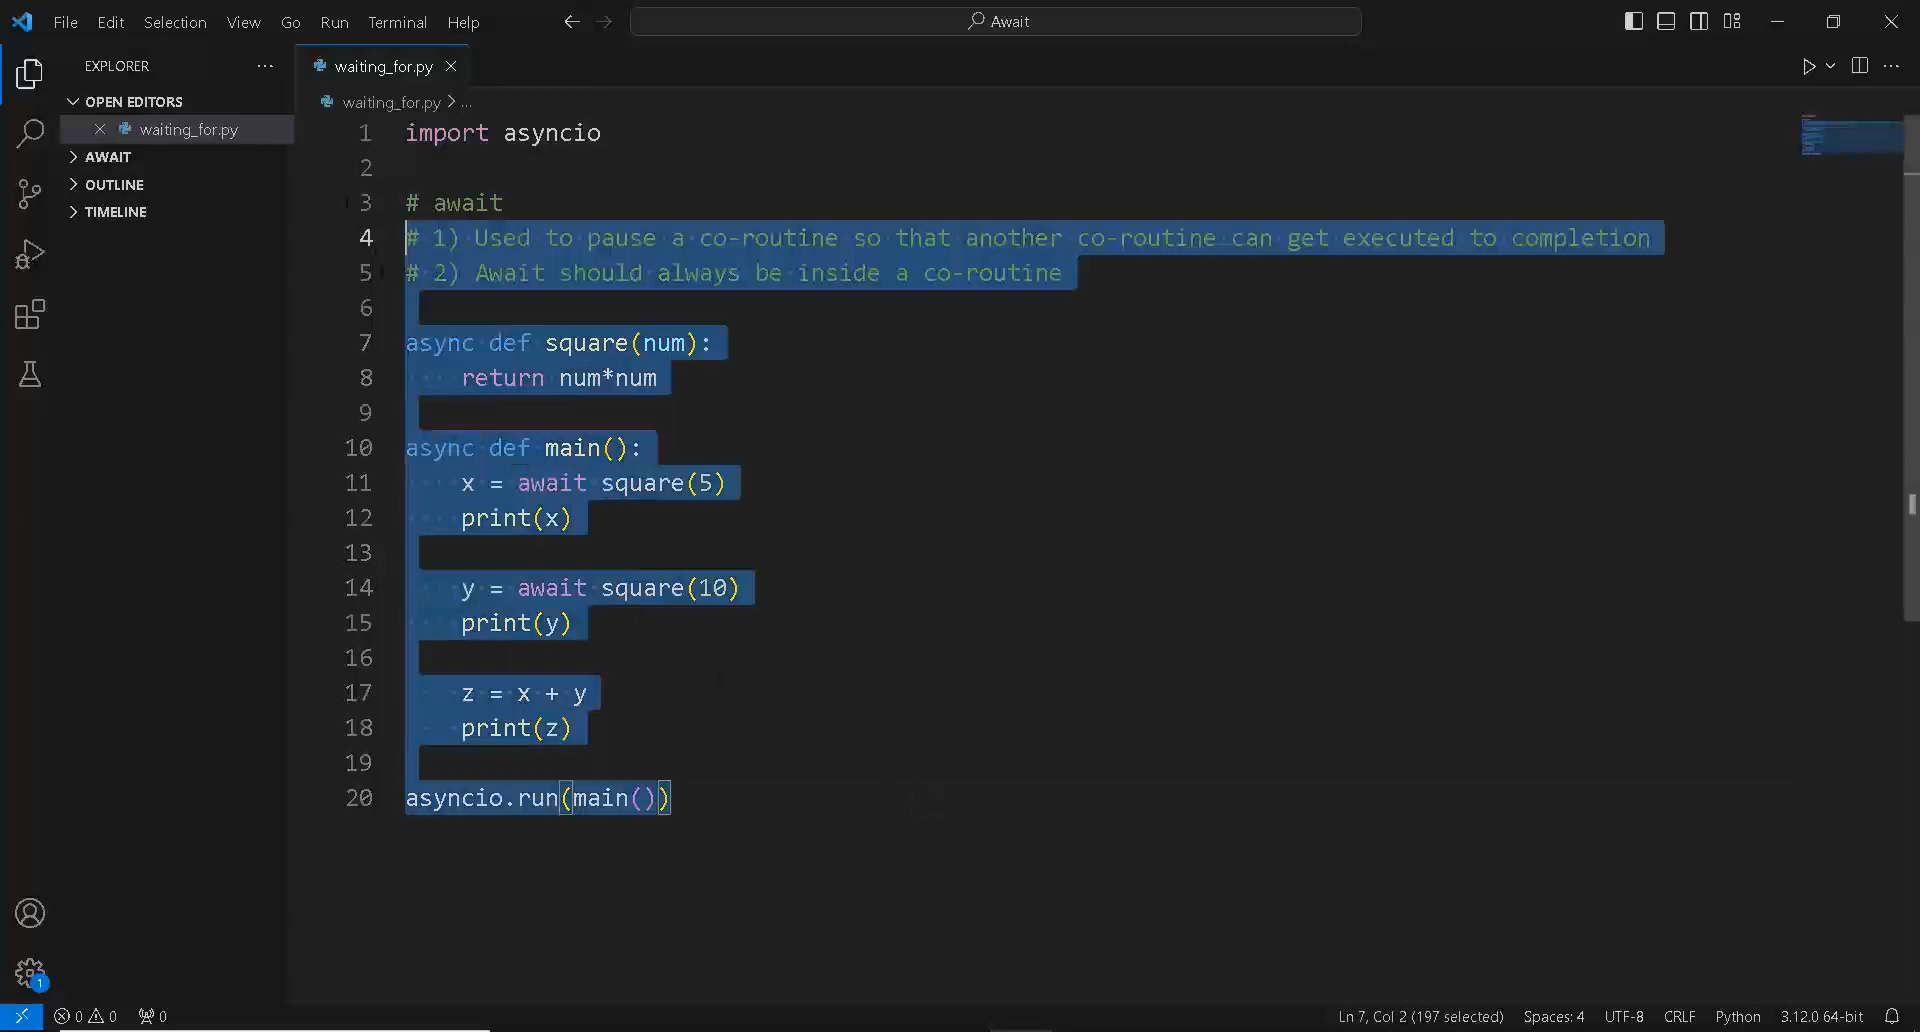 File Edit Selection View Go Run Terminal Help
Await
EXPLORER
OPEN EDITORS
waiting_for.py
AWAIT
OUTLINE
TIMELINE
waiting_for.py
waiting_for.py > ...
1 import asyncio
2
3 # await
4 # 1) Used to pause a co-routine so that another co-routine can get executed to completion
5 # 2) Await should always be inside a co-routine
6
7 async def square(num):
8 return num*num
9
10 async def main():
11 x = await square(5)
12 print(x)
13
14 y = await square(10)
15 print(y)
16
17 z = x + y
18 print(z)
19
20 asyncio.run(main())
1
0 0 0
Ln 7, Col 2 (197 selected) Spaces: 4 UTF-8 CRLF Python 3.12.0 64-bit